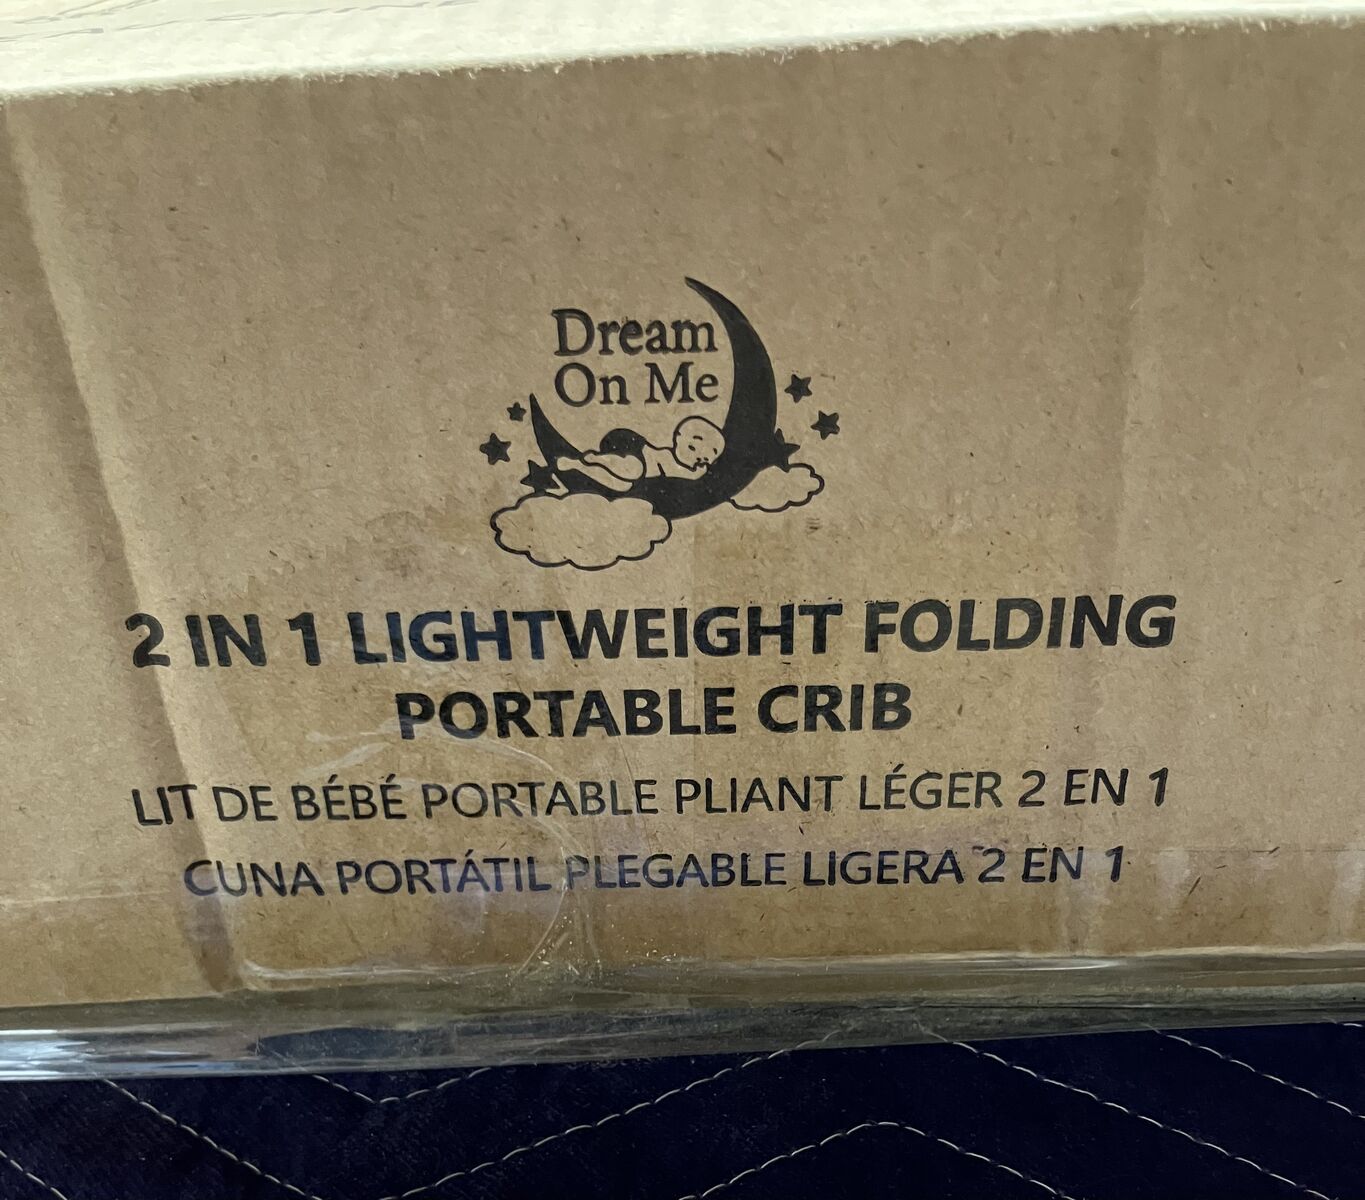 Dream
On Me
2 IN 1 LIGHTWEIGHT FOLDING
PORTABLE CRIB
LIT DE BÉBÉ PORTABLE PLIANT LÉGER 2 EN 1
CUNA PORTÁTIL PLEGABLE LIGERA 2 EN 1